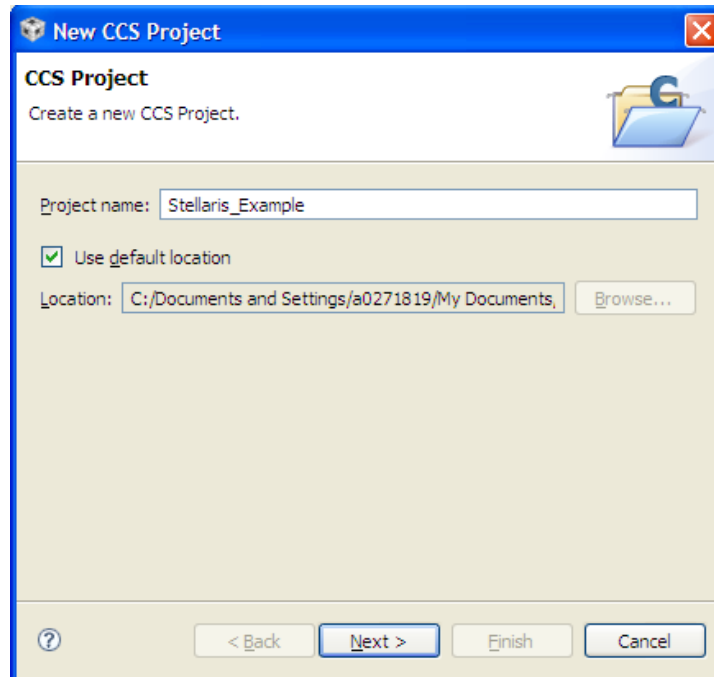 New CCS Project
CCS Project
Create a new CCS Project.
Project name: Stellaris_Example
Use default location
Location: C:/Documents and Settings/a0271819/My Documents, Browse...
< Back Next > Finish Cancel